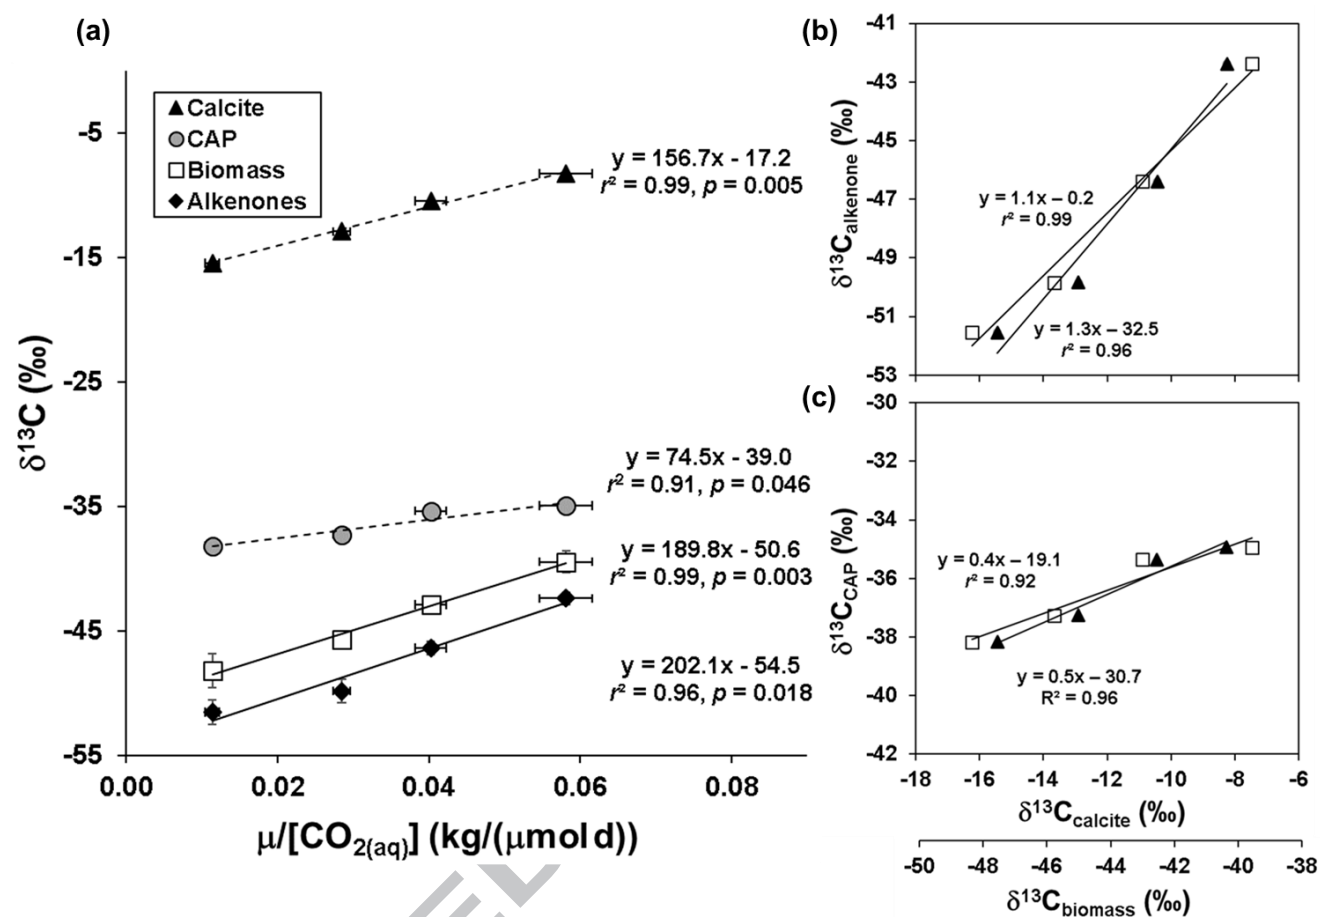 (a)
-5
-15
-25
-35
-45
-55
δ¹³C (‰)
Calcite
CAP
Biomass
Alkenones
y = 156.7x - 17.2
r² = 0.99, p = 0.005
y = 74.5x - 39.0
r² = 0.91, p = 0.046
y = 189.8x - 50.6
r² = 0.99, p = 0.003
y = 202.1x - 54.5
r² = 0.96, p = 0.018
0.00 0.02 0.04 0.06 0.08
μ/[CO₂(aq)] (kg/(μmol d))
(b)
-41
-43
-45
-47
-49
-51
-53
δ¹³Calkenone (‰)
y = 1.1x – 0.2
r² = 0.99
y = 1.3x – 32.5
r² = 0.96
(c)
-30
-32
-34
-36
-38
-40
-42
δ¹³CCAP (‰)
y = 0.4x – 19.1
r² = 0.92
y = 0.5x – 30.7
R² = 0.96
-18 -16 -14 -12 -10 -8 -6
δ¹³Ccalcite (‰)
-50 -48 -46 -44 -42 -40 -38
δ¹³Cbiomass (‰)